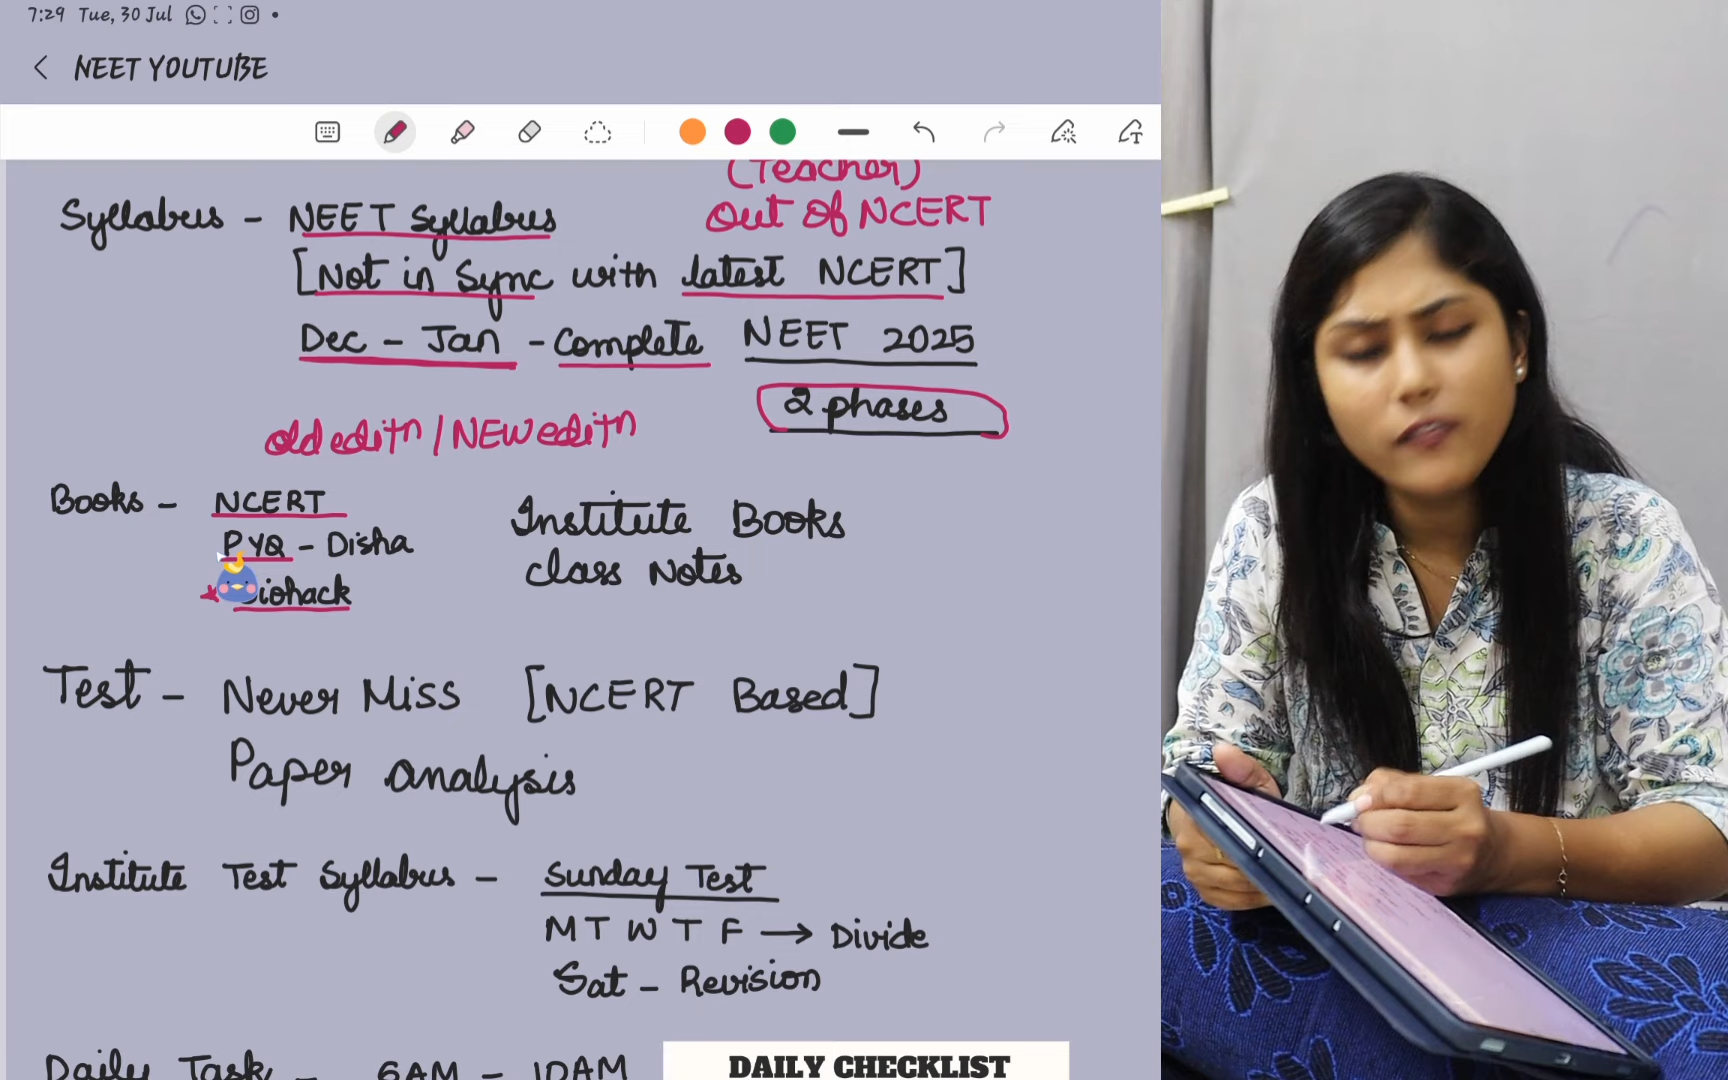 7:29 Tue, 30 Jul
NEET YOUTUBE
(Teacher)
Out of NCERT
Syllabus - NEET Syllabus
[Not in Sync with latest NCERT]
Dec - Jan - Complete NEET 2025
2 phases
old editn / NEW editn
Books - NCERT
PYQ - Disha
iohack
Institute Books
class Notes
Test - Never Miss [NCERT Based]
Paper analysis
Institute Test Syllabus - Sunday Test
M T W T F → Divide
Sat - Revision
Daily Task - 6AM - 10AM
DAILY CHECKLIST